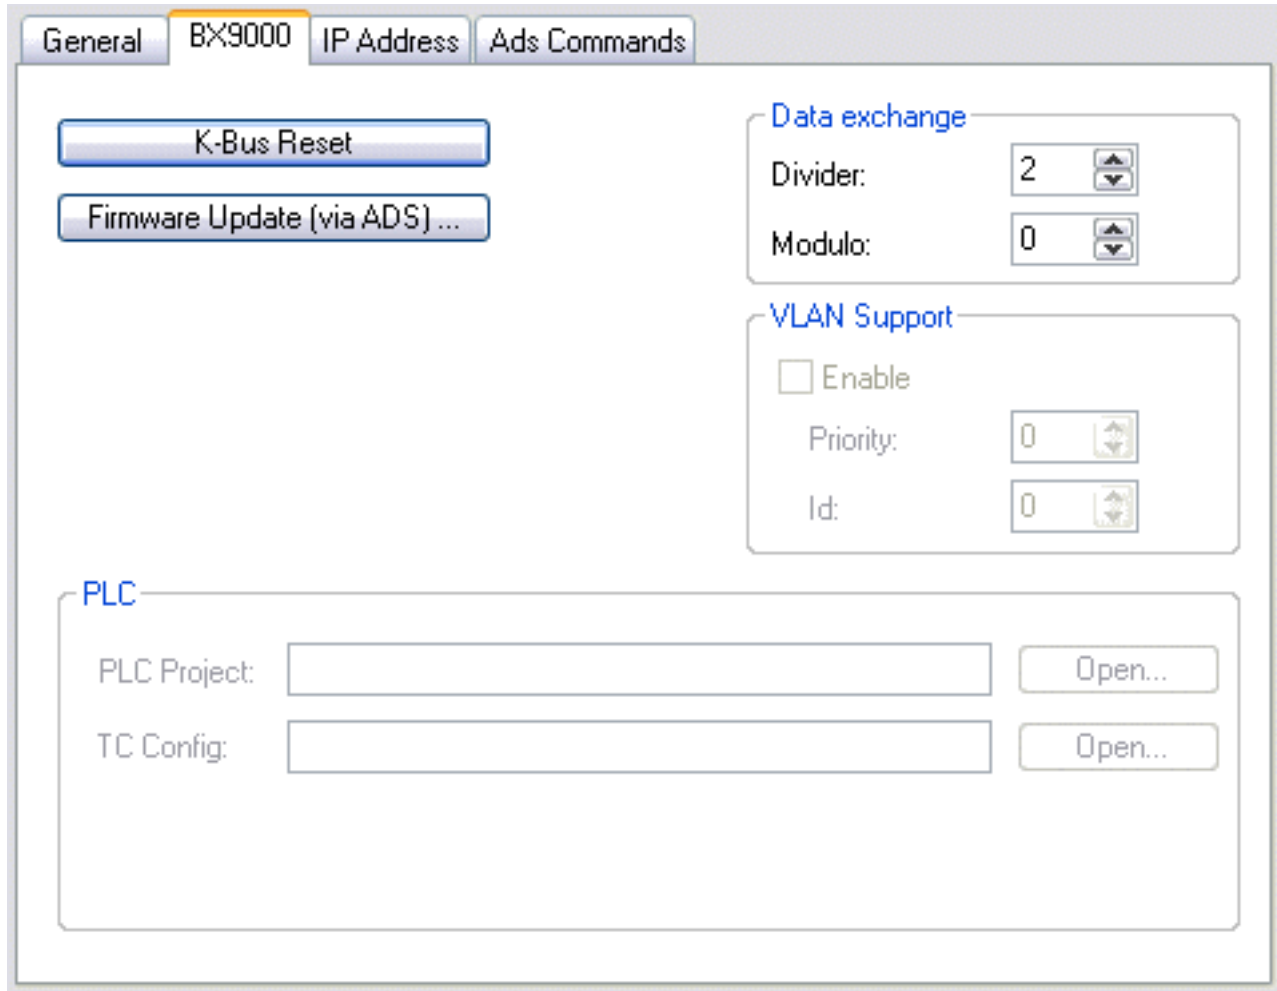 General BX9000 IP Address Ads Commands
K-Bus Reset
Firmware Update (via ADS) ...
Data exchange
Divider: 2
Modulo: 0
VLAN Support
Enable
Priority: 0
Id: 0
PLC
PLC Project: Open...
TC Config: Open...